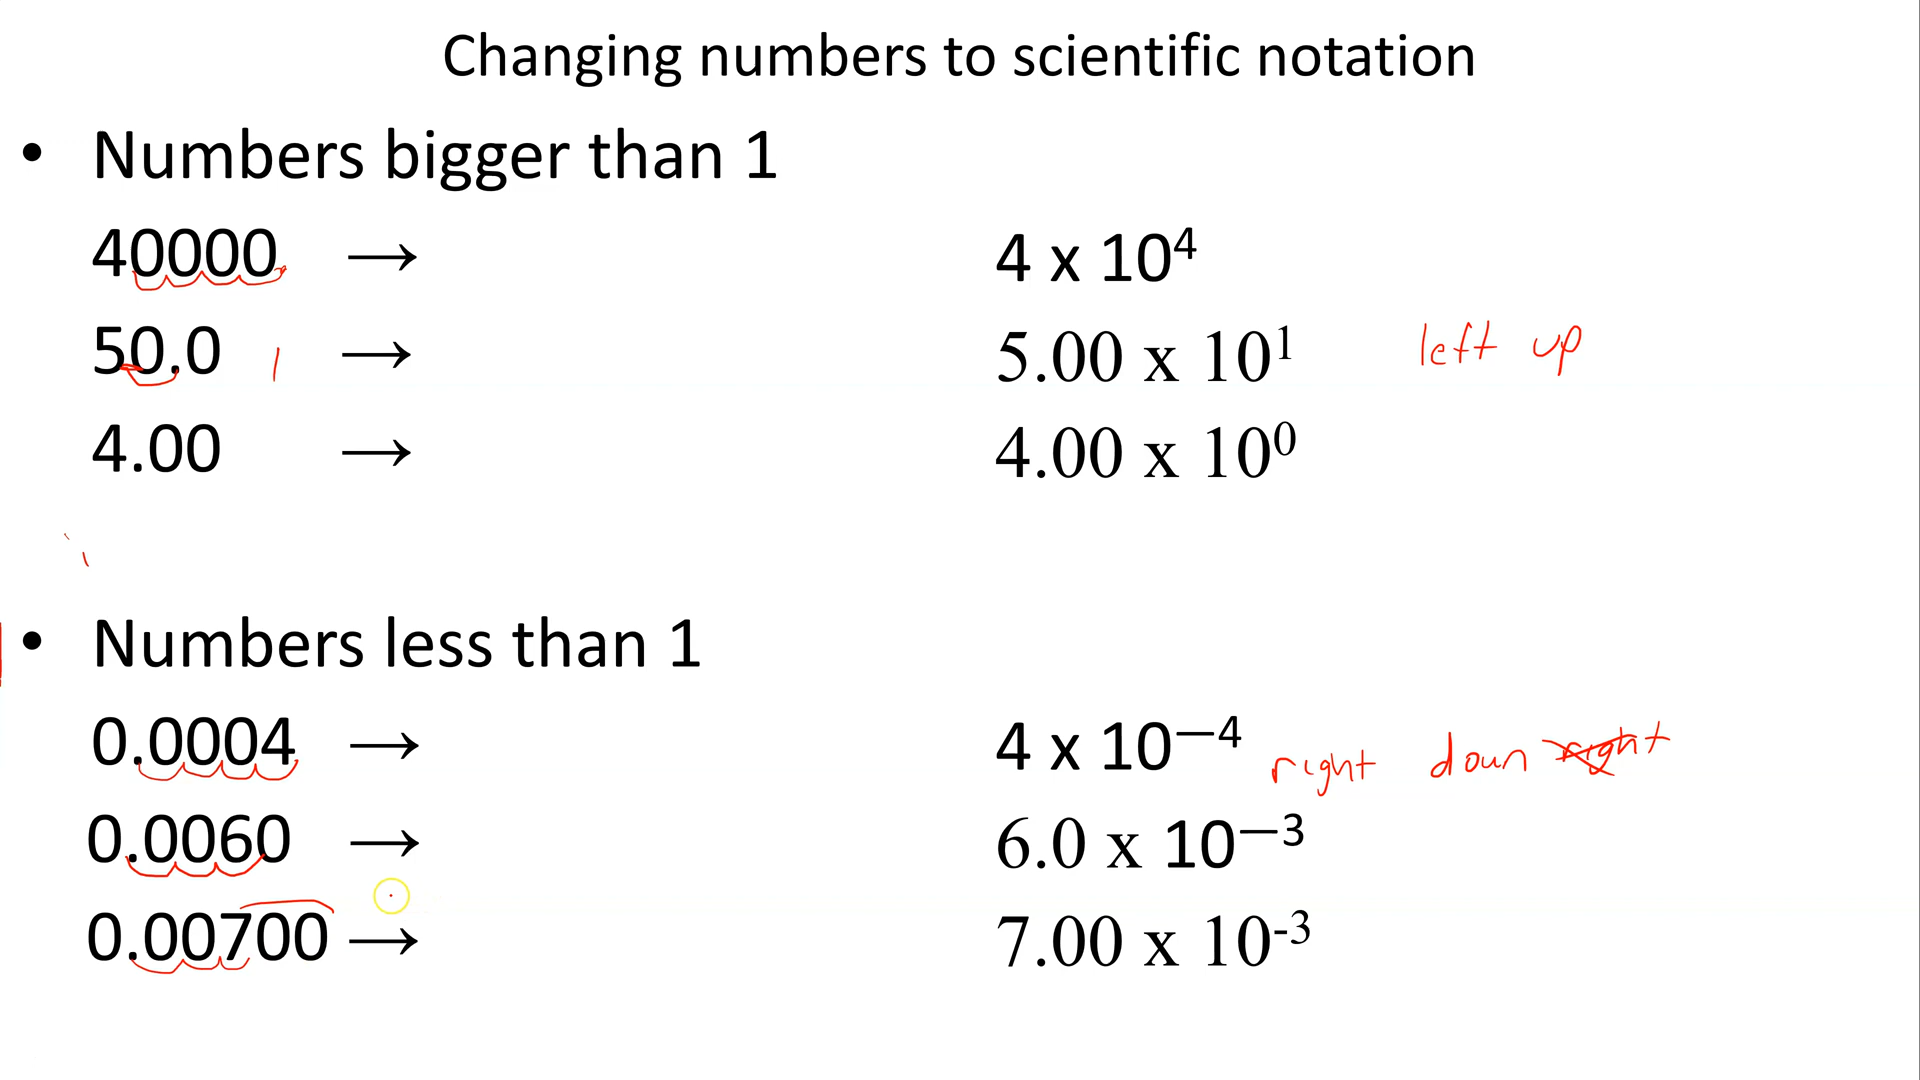 Changing numbers to scientific notation
• Numbers bigger than 1
40000. → 4 x 10⁴
50.0 1 → 5.00 x 10¹ left up
4.00 → 4.00 x 10⁰
• Numbers less than 1
0.0004 → 4 x 10⁻⁴ right down right
0.0060 → 6.0 x 10⁻³
0.00700 → 7.00 x 10⁻³